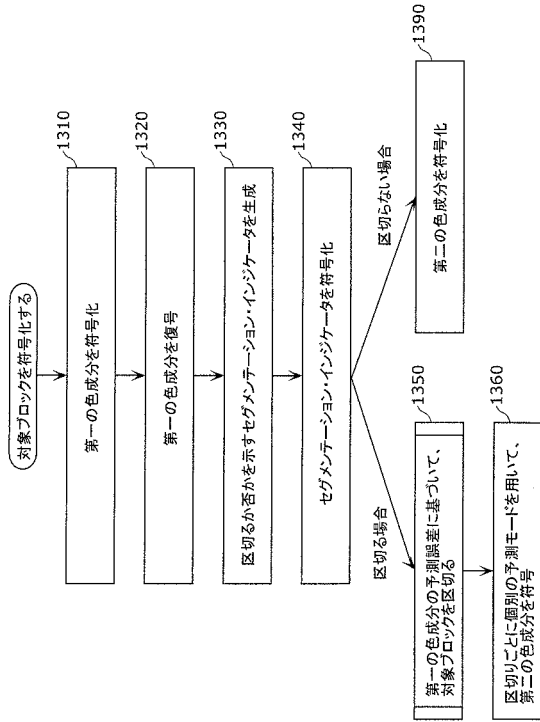 対象ブロックを符号化する
1310
第一の色成分を符号化
1320
第一の色成分を復号
1330
区切るか否かを示すセグメンテーション・インジケータを生成
1340
セグメンテーション・インジケータを符号化
区切る場合
区切らない場合
1350
第一の色成分の予測誤差に基づいて、
対象ブロックを区切る
1360
区切りごとに個別の予測モードを用いて、
第二の色成分を符号
1390
第二の色成分を符号化